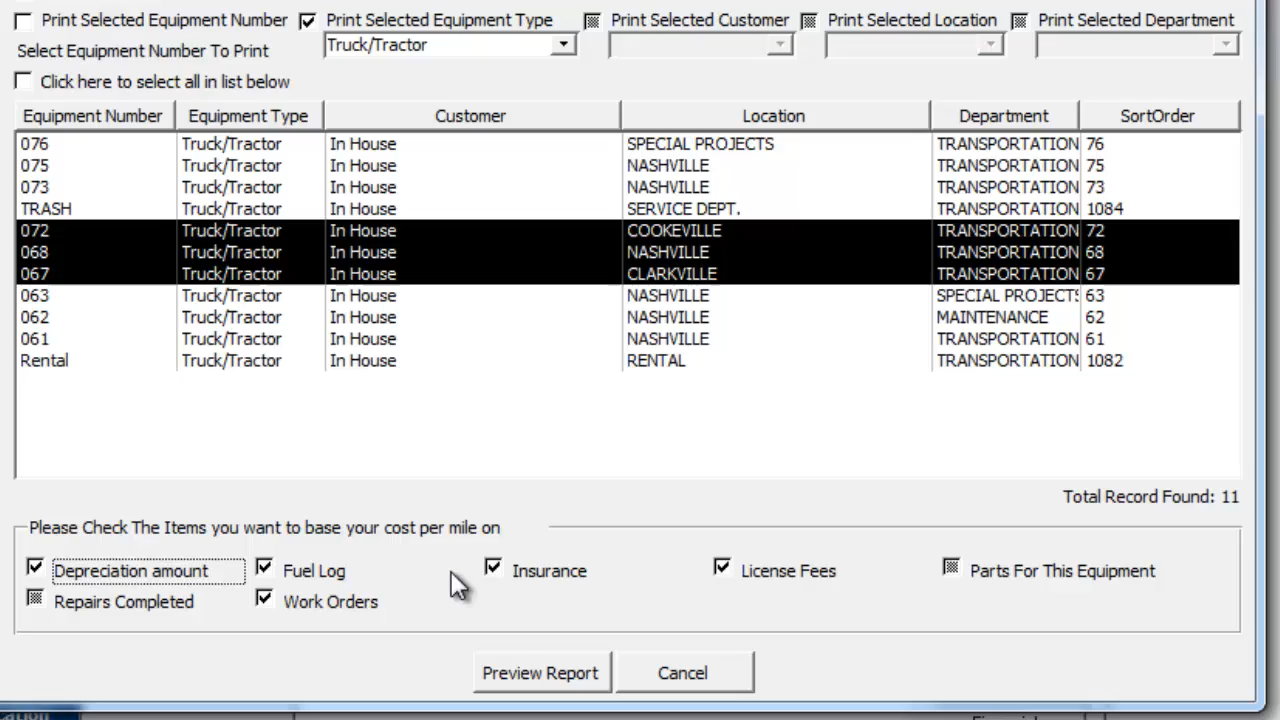 Print Selected Equipment Number Print Selected Equipment Type Print Selected Customer Print Selected Location Print Selected Department
Select Equipment Number To Print Truck/Tractor
Click here to select all in list below
Equipment Number Equipment Type Customer Location Department SortOrder
076 Truck/Tractor In House SPECIAL PROJECTS TRANSPORTATION 76
075 Truck/Tractor In House NASHVILLE TRANSPORTATION 75
073 Truck/Tractor In House NASHVILLE TRANSPORTATION 73
TRASH Truck/Tractor In House SERVICE DEPT. TRANSPORTATION 1084
072 Truck/Tractor In House COOKEVILLE TRANSPORTATION 72
068 Truck/Tractor In House NASHVILLE TRANSPORTATION 68
067 Truck/Tractor In House CLARKVILLE TRANSPORTATION 67
063 Truck/Tractor In House NASHVILLE SPECIAL PROJECTS 63
062 Truck/Tractor In House NASHVILLE MAINTENANCE 62
061 Truck/Tractor In House NASHVILLE TRANSPORTATION 61
Rental Truck/Tractor In House RENTAL TRANSPORTATION 1082
Total Record Found: 11
Please Check The Items you want to base your cost per mile on
Depreciation amount Fuel Log Insurance License Fees Parts For This Equipment
Repairs Completed Work Orders
Preview Report Cancel